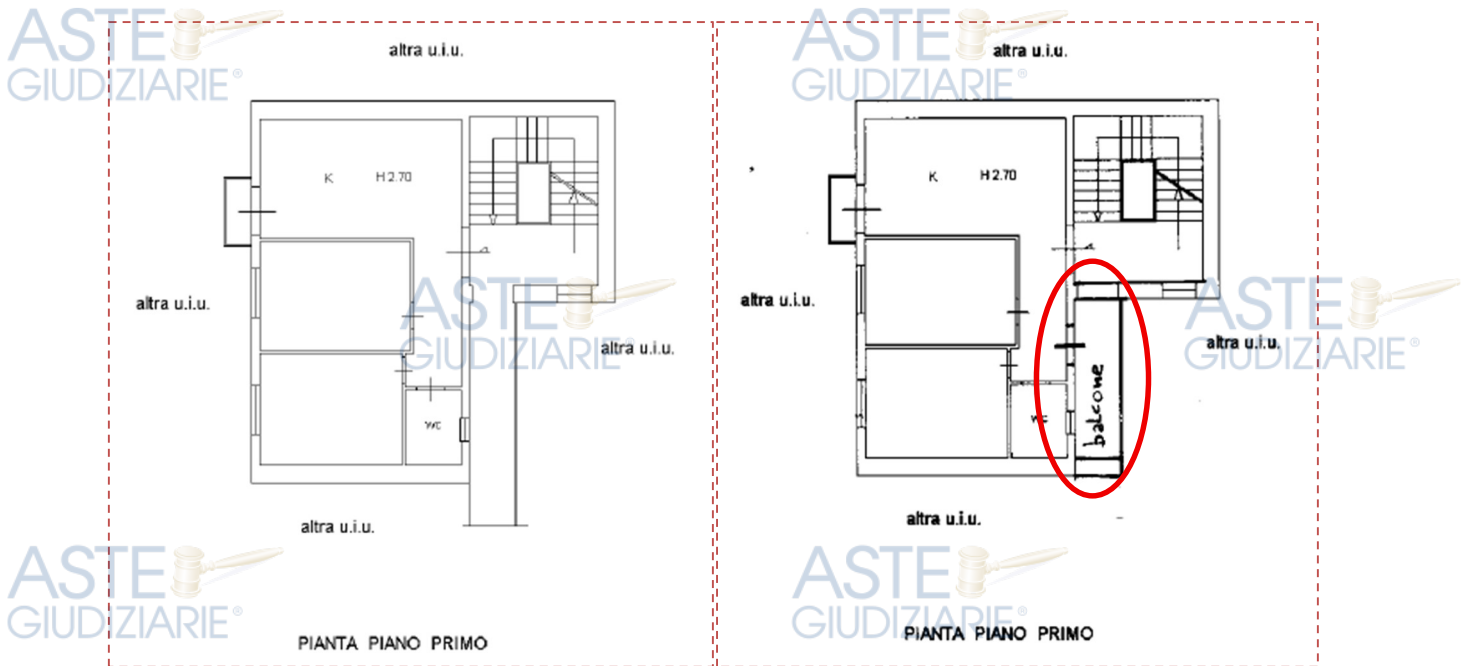 ASTE
GIUDIZIARIE®
altra u.i.u.
K H 2.70
altra u.i.u.
ASTE
GIUDIZIARIE®
altra u.i.u.
WC
altra u.i.u.
ASTE
GIUDIZIARIE®
PIANTA PIANO PRIMO
ASTE
GIUDIZIARIE®
altra u.i.u.
K H 2.70
altra u.i.u.
ASTE
GIUDIZIARIE®
altra u.i.u.
balcone
WC
altra u.i.u.
ASTE
GIUDIZIARIE®
PIANTA PIANO PRIMO